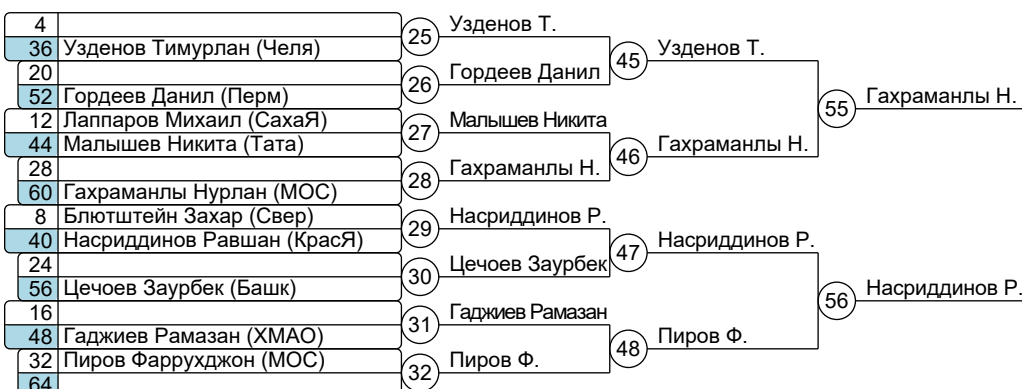 4
25
Узденов Т.
36 Узденов Тимурлан (Челя)
45
Узденов Т.
20
26
Гордеев Данил
52 Гордеев Данил (Перм)
55
Гахраманлы Н.
12 Лаппаров Михаил (СахаЯ)
27
Малышев Никита
44 Малышев Никита (Тата)
46
Гахраманлы Н.
28
28
Гахраманлы Н.
60 Гахраманлы Нурлан (МОС)
8 Блютштейн Захар (Свер)
29
Насриддинов Р.
40 Насриддинов Равшан (КрасЯ)
47
Насриддинов Р.
24
30
Цечоев Заурбек
56 Цечоев Заурбек (Башк)
56
Насриддинов Р.
16
31
Гаджиев Рамазан
48 Гаджиев Рамазан (ХМАО)
48
Пиров Ф.
32 Пиров Фаррухджон (МОС)
32
Пиров Ф.
64